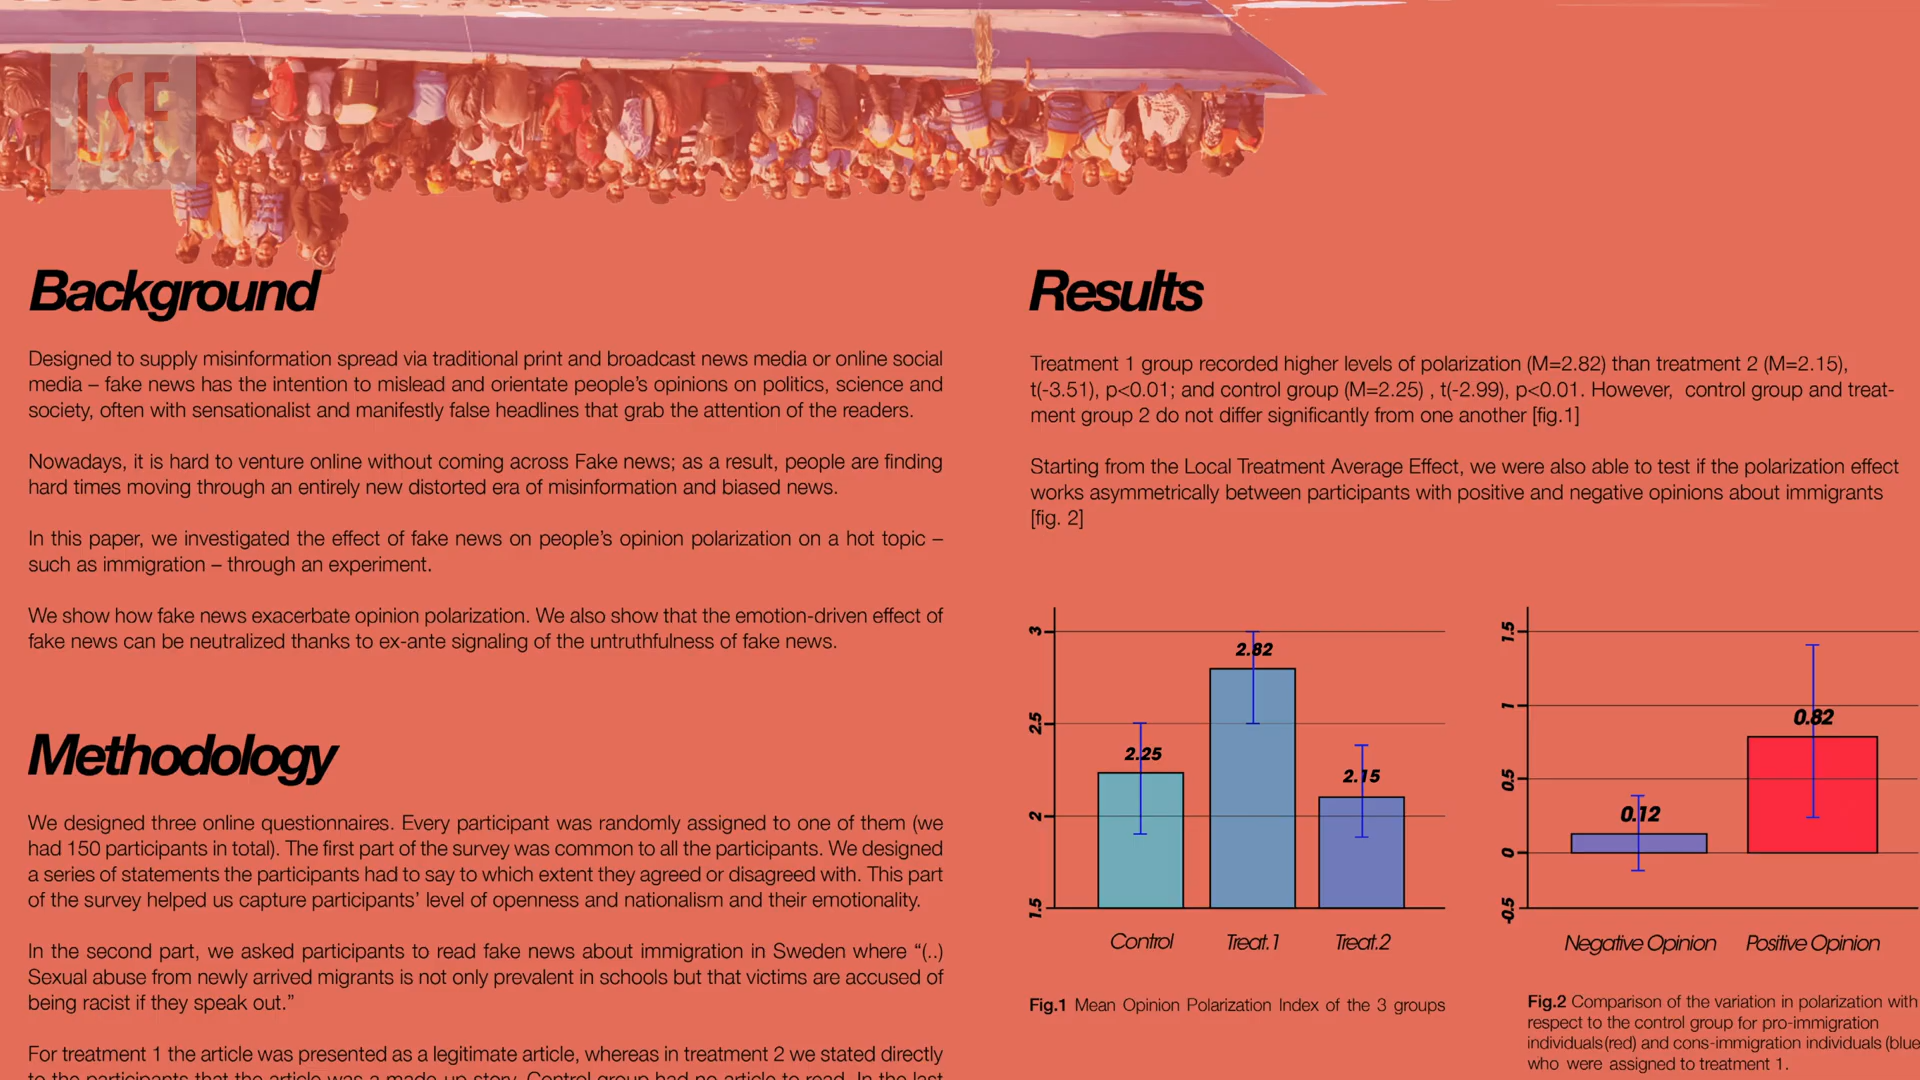 ISE
Background
Designed to supply misinformation spread via traditional print and broadcast news media or online social
media – fake news has the intention to mislead and orientate people's opinions on politics, science and
society, often with sensationalist and manifestly false headlines that grab the attention of the readers.
Nowadays, it is hard to venture online without coming across Fake news; as a result, people are finding
hard times moving through an entirely new distorted era of misinformation and biased news.
In this paper, we investigated the effect of fake news on people's opinion polarization on a hot topic –
such as immigration – through an experiment.
We show how fake news exacerbate opinion polarization. We also show that the emotion-driven effect of
fake news can be neutralized thanks to ex-ante signaling of the untruthfulness of fake news.
Methodology
We designed three online questionnaires. Every participant was randomly assigned to one of them (we
had 150 participants in total). The first part of the survey was common to all the participants. We designed
a series of statements the participants had to say to which extent they agreed or disagreed with. This part
of the survey helped us capture participants' level of openness and nationalism and their emotionality.
In the second part, we asked participants to read fake news about immigration in Sweden where “(..)
Sexual abuse from newly arrived migrants is not only prevalent in schools but that victims are accused of
being racist if they speak out.”
For treatment 1 the article was presented as a legitimate article, whereas in treatment 2 we stated directly
to the participants that the article was a made-up story. Control group had no article to read. In the last
Results
Treatment 1 group recorded higher levels of polarization (M=2.82) than treatment 2 (M=2.15),
t(-3.51), p<0.01; and control group (M=2.25) , t(-2.99), p<0.01. However, control group and treat-
ment group 2 do not differ significantly from one another [fig.1]
Starting from the Local Treatment Average Effect, we were also able to test if the polarization effect
works asymmetrically between participants with positive and negative opinions about immigrants
[fig. 2]
3
2.5
2
1.5
2.25
2.82
2.15
Control Treat.1 Treat.2
Fig.1 Mean Opinion Polarization Index of the 3 groups
1.5
1
0.5
0
-0.5
0.12
0.82
Negative Opinion Positive Opinion
Fig.2 Comparison of the variation in polarization with
respect to the control group for pro-immigration
individuals(red) and cons-immigration individuals (blue
who were assigned to treatment 1.